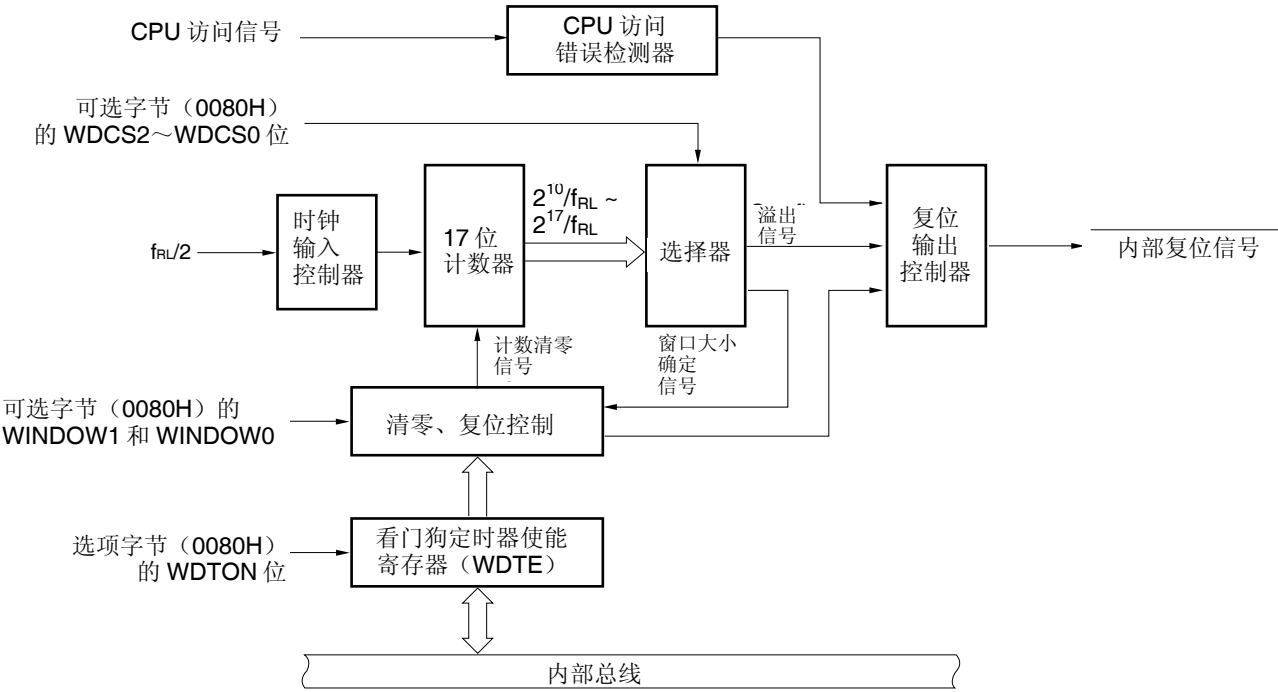 CPU 访问信号
CPU 访问
错误检测器
可选字节（0080H）
的 WDCS2～WDCS0 位
fRL/2
时钟
输入
控制器
17 位
计数器
2^10/fRL ~
2^17/fRL
选择器
溢出
信号
复位
输出
控制器
内部复位信号
计数清零
信号
窗口大小
确定
信号
可选字节（0080H）的
WINDOW1 和 WINDOW0
清零、复位控制
选项字节（0080H）
的 WDTON 位
看门狗定时器使能
寄存器（WDTE）
内部总线